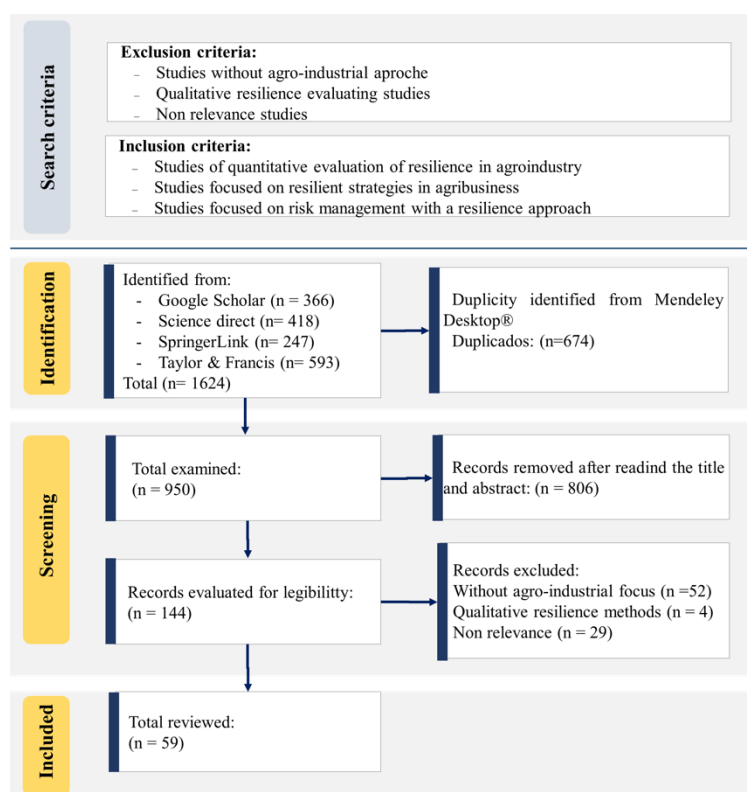 Search criteria
Exclusion criteria:
- Studies without agro-industrial aproche
- Qualitative resilience evaluating studies
- Non relevance studies
Inclusion criteria:
- Studies of quantitative evaluation of resilience in agroindustry
- Studies focused on resilient strategies in agribusiness
- Studies focused on risk management with a resilience approach
Identification
Identified from:
- Google Scholar (n = 366)
- Science direct (n= 418)
- SpringerLink (n= 247)
- Taylor & Francis (n= 593)
Total (n= 1624)
Duplicity identified from Mendeley
Desktop®
Duplicados: (n=674)
Screening
Total examined:
(n = 950)
Records removed after readind the title
and abstract: (n = 806)
Records evaluated for legibilitty:
(n = 144)
Records excluded:
Without agro-industrial focus (n =52)
Qualitative resilience methods (n = 4)
Non relevance (n = 29)
Included
Total reviewed:
(n = 59)